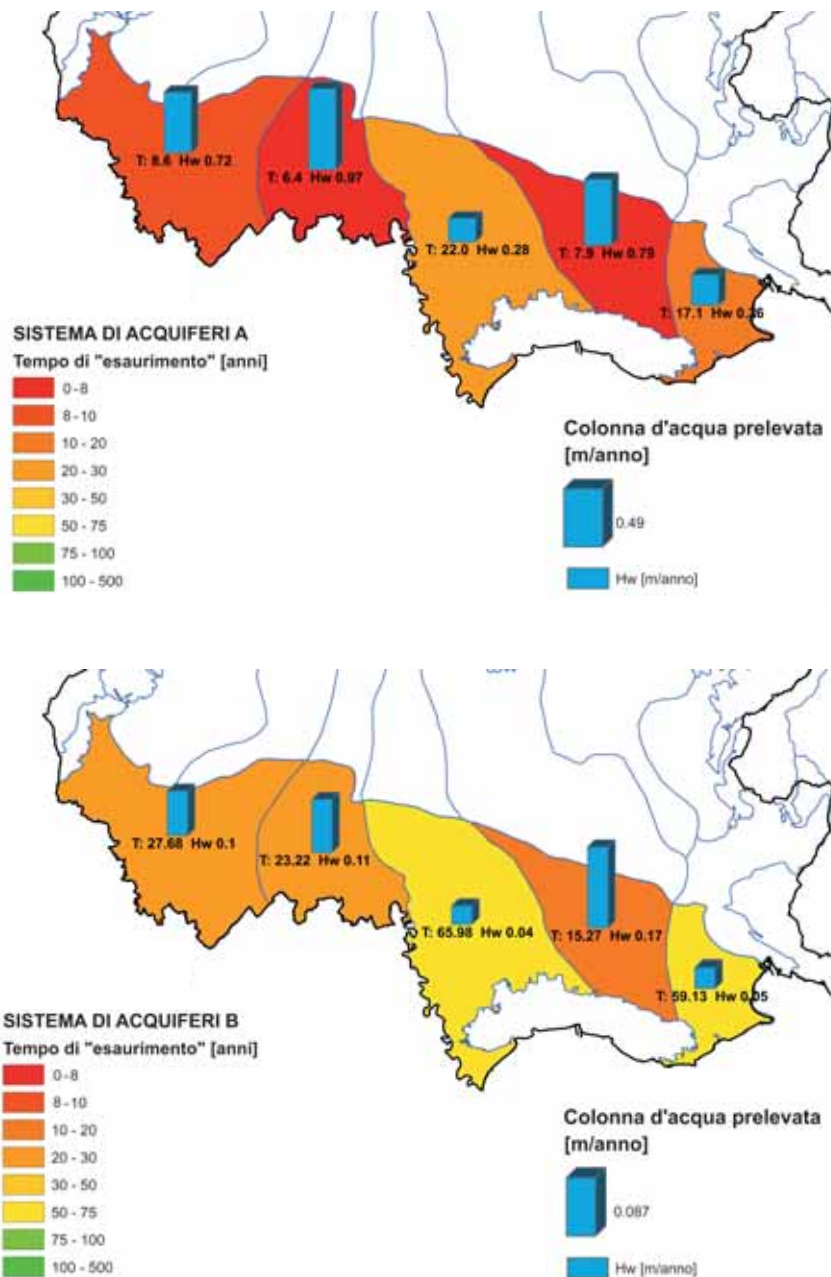 T: 8.6 Hw 0.72
T: 6.4 Hw 0.97
T: 22.0 Hw 0.28
T: 7.9 Hw 0.79
T: 17.1 Hw 0.36
SISTEMA DI ACQUIFERI A
Tempo di "esaurimento" [anni]
0 - 8
8 - 10
10 - 20
20 - 30
30 - 50
50 - 75
75 - 100
100 - 500
Colonna d'acqua prelevata
[m/anno]
0.49
Hw [m/anno]
T: 27.68 Hw 0.1
T: 23.22 Hw 0.11
T: 65.98 Hw 0.04
T: 15.27 Hw 0.17
T: 59.13 Hw 0.05
SISTEMA DI ACQUIFERI B
Tempo di "esaurimento" [anni]
0 - 8
8 - 10
10 - 20
20 - 30
30 - 50
50 - 75
75 - 100
100 - 500
Colonna d'acqua prelevata
[m/anno]
0.087
Hw [m/anno]